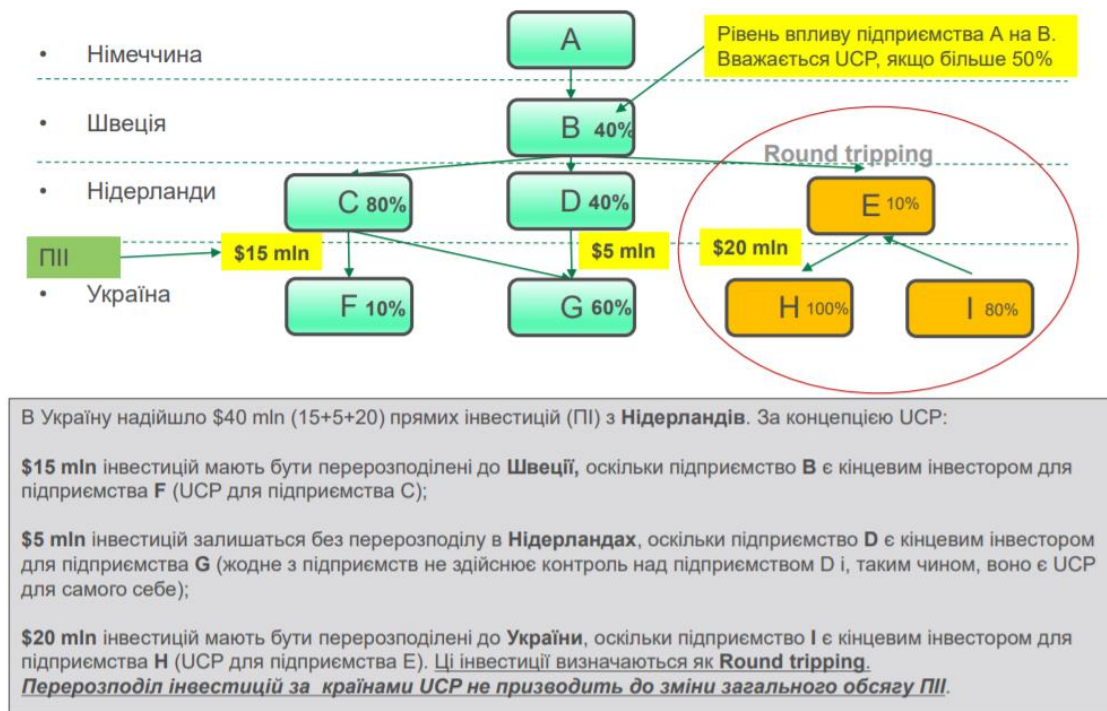 A
Рівень впливу підприємства А на В.
Вважається UCP, якщо більше 50%
• Німеччина
• Швеція
B 40%
Round tripping
• Нідерланди
C 80%
D 40%
E 10%
ПІІ
$15 mln
$5 mln
$20 mln
• Україна
F 10%
G 60%
H 100%
I 80%
В Україну надійшло $40 mln (15+5+20) прямих інвестицій (ПІ) з Нідерландів. За концепцією UCP:
$15 mln інвестицій мають бути перерозподілені до Швеції, оскільки підприємство В є кінцевим інвестором для
підприємства F (UCP для підприємства С);
$5 mln інвестицій залишаться без перерозподілу в Нідерландах, оскільки підприємство D є кінцевим інвестором
для підприємства G (жодне з підприємств не здійснює контроль над підприємством D і, таким чином, воно є UCP
для самого себе);
$20 mln інвестицій мають бути перерозподілені до України, оскільки підприємство I є кінцевим інвестором для
підприємства H (UCP для підприємства E). Ці інвестиції визначаються як Round tripping.
Перерозподіл інвестицій за країнами UCP не призводить до зміни загального обсягу ПІІ.